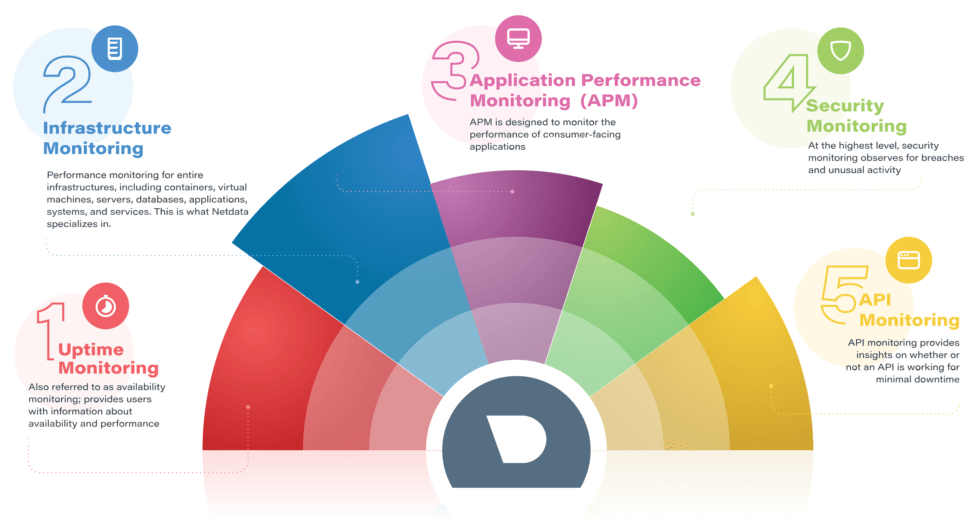 1
Uptime
Monitoring
Also referred to as availability
monitoring; provides users
with information about
availability and performance
2
Infrastructure
Monitoring
Performance monitoring for entire
infrastructures, including containers, virtual
machines, servers, databases, applications,
systems, and services. This is what Netdata
specializes in.
3
Application Performance
Monitoring (APM)
APM is designed to monitor the
performance of consumer-facing
applications
4
Security
Monitoring
At the highest level, security
monitoring observes for breaches
and unusual activity
5
API
Monitoring
API monitoring provides
insights on whether or
not an API is working for
minimal downtime